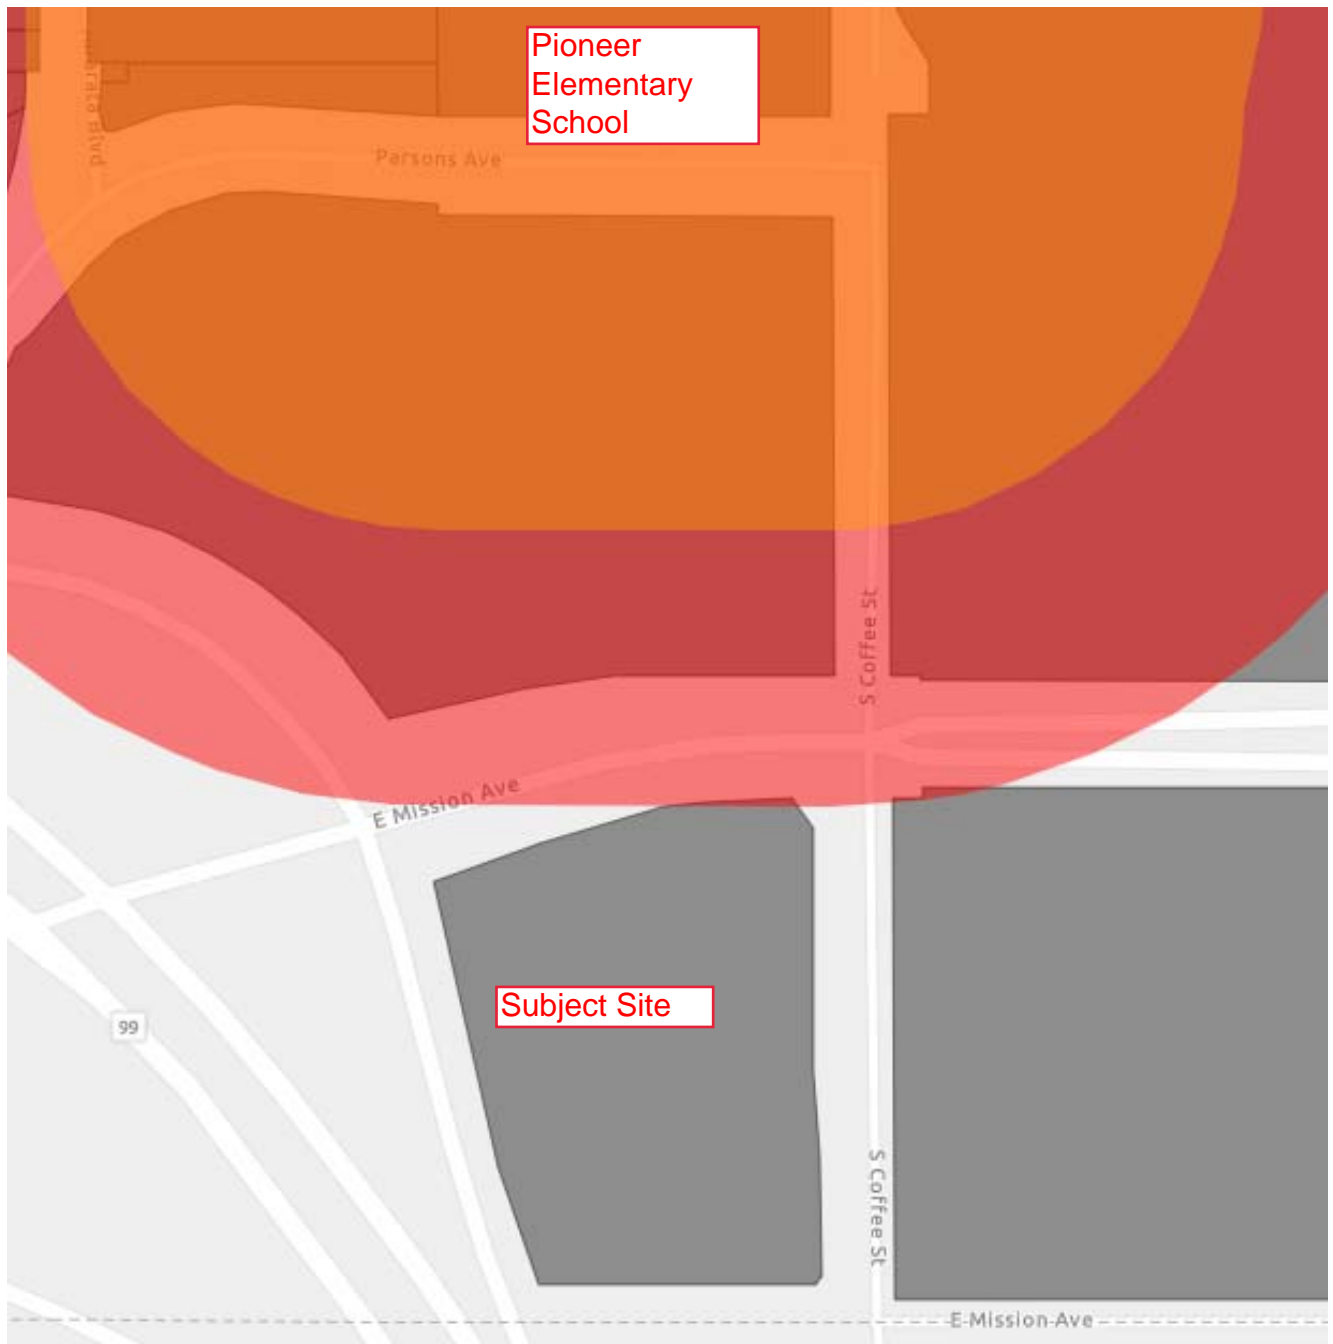 Pioneer
Elementary
School
Parsons Ave
S Coffee St
E Mission Ave
Subject Site
99
S Coffee St
E Mission Ave